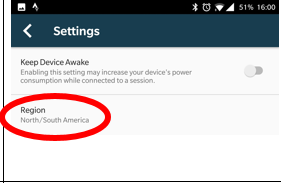 51% 16:00
Settings
Keep Device Awake
Enabling this setting may increase your device's power
consumption while connected to a session.
Region
North/South America